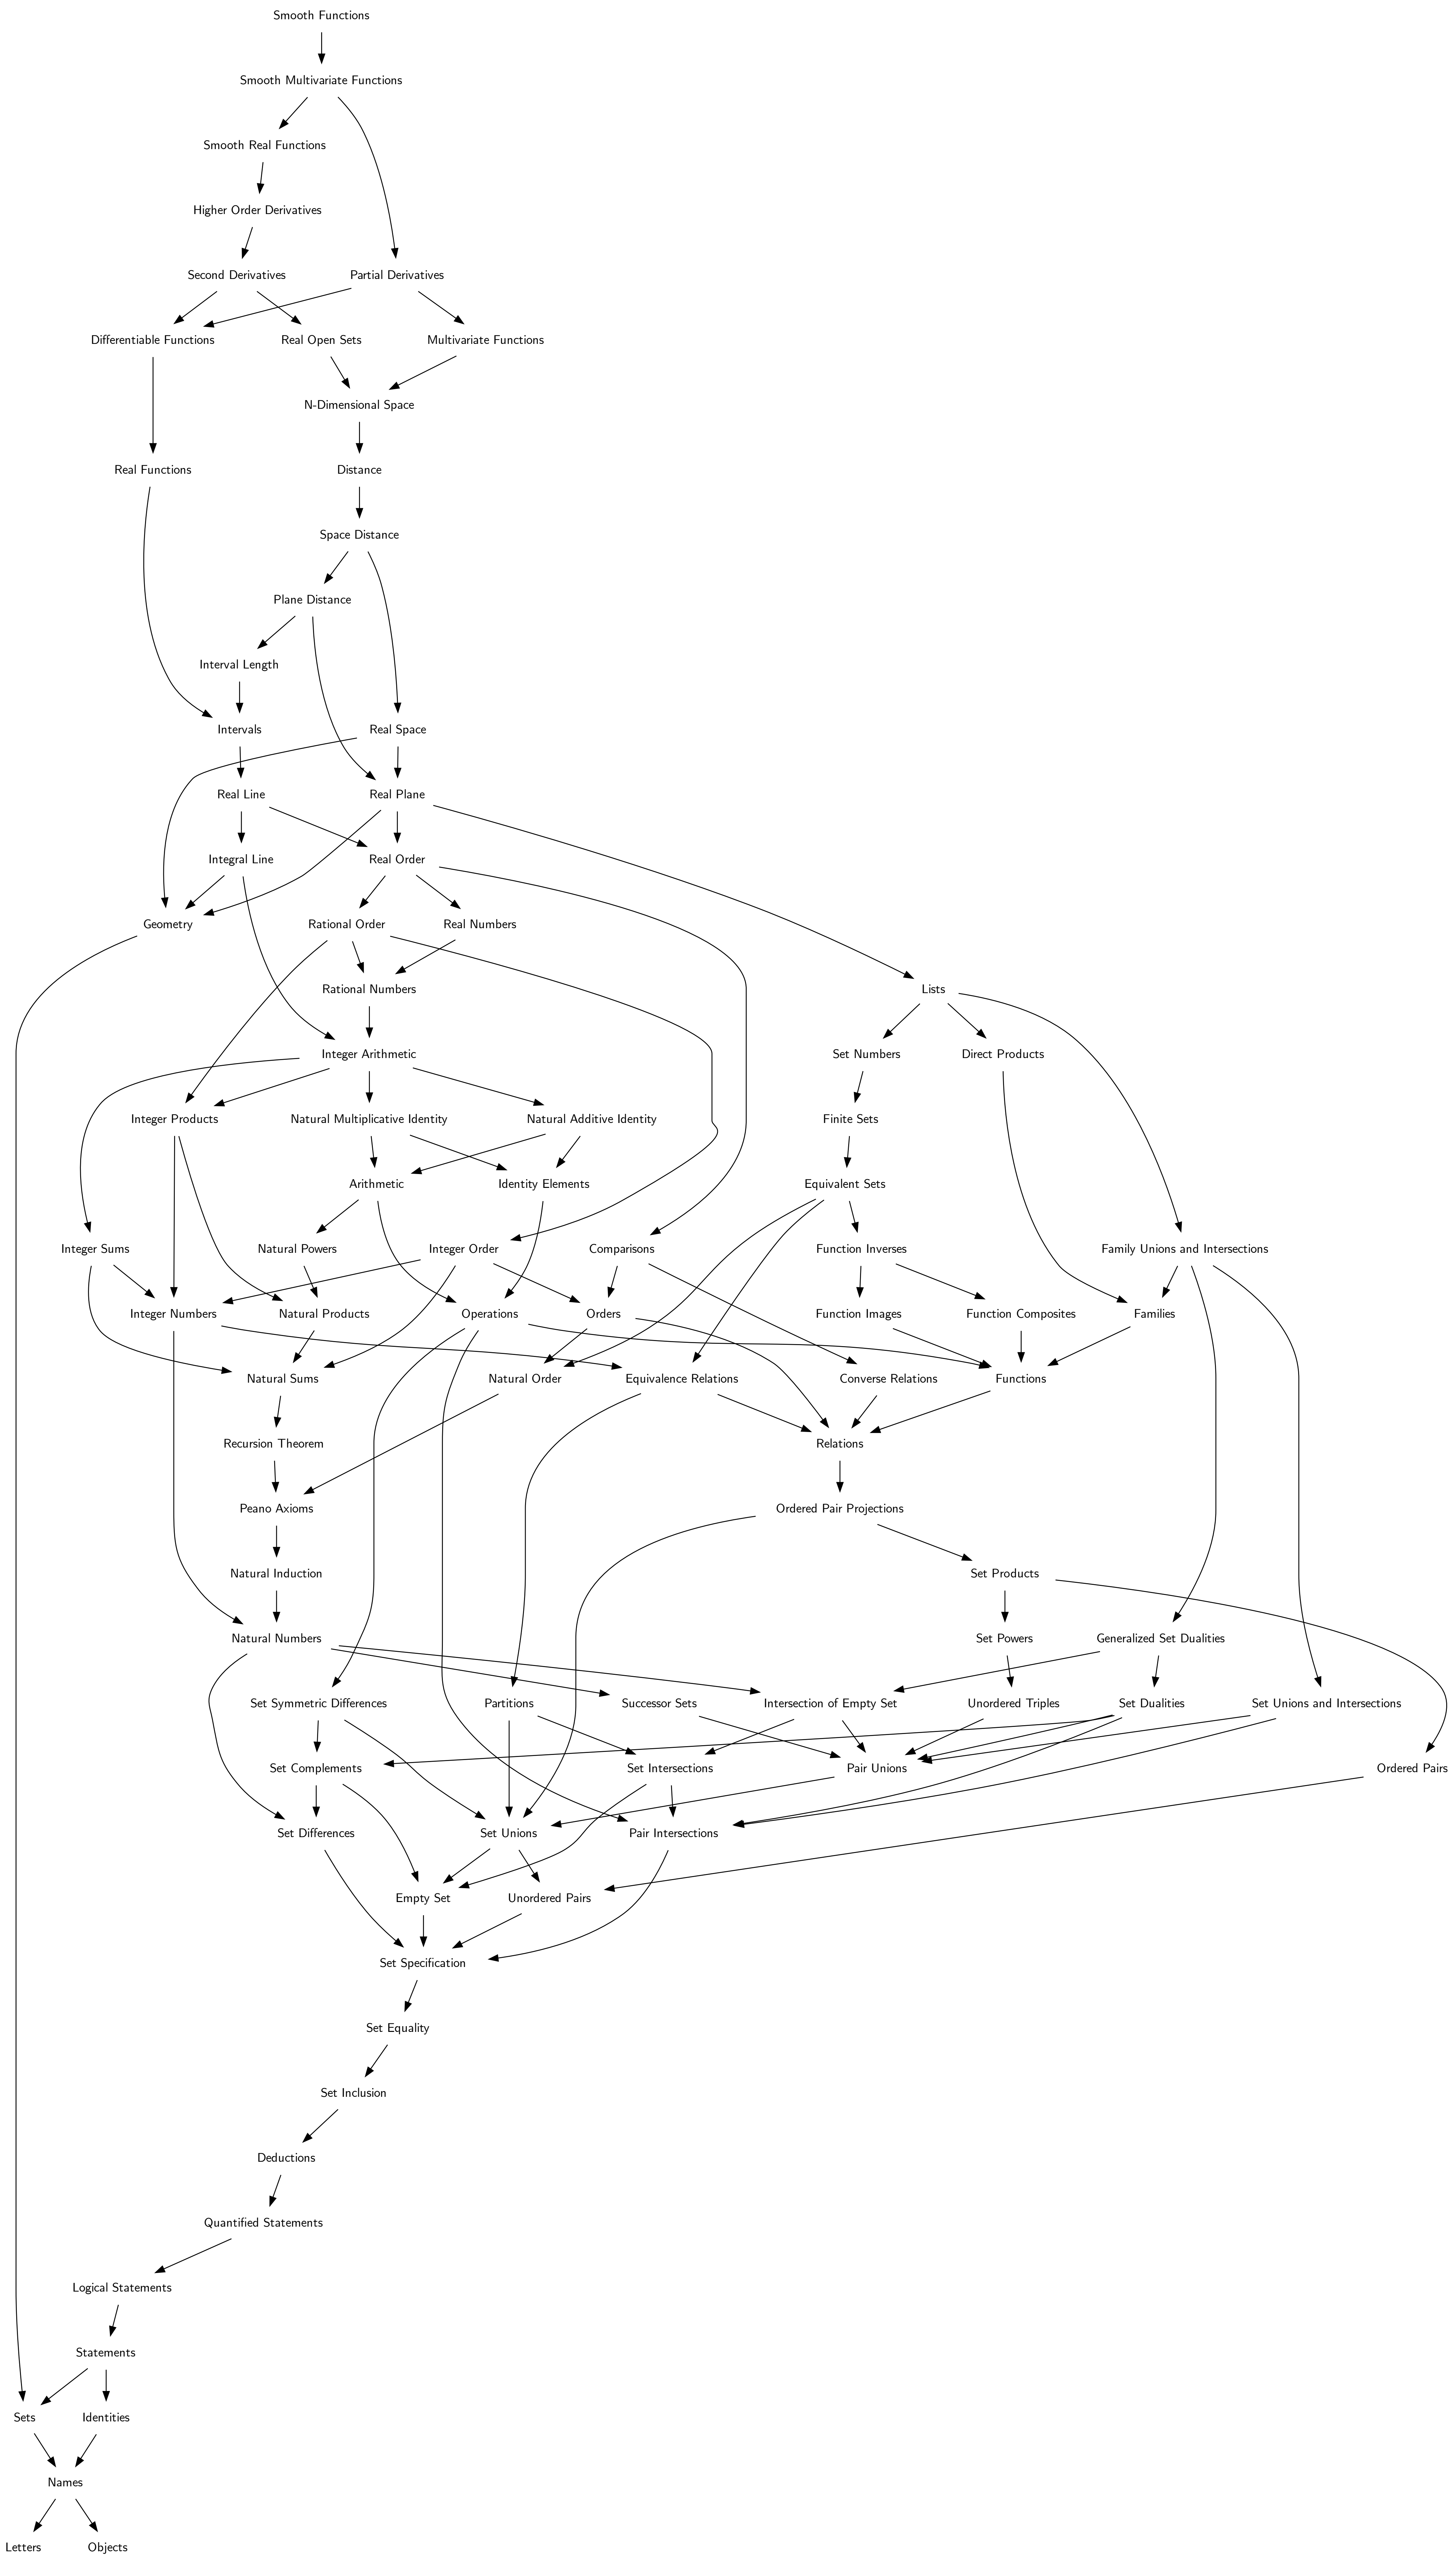 Smooth Functions
Smooth Multivariate Functions
Smooth Real Functions
Higher Order Derivatives
Second Derivatives
Partial Derivatives
Differentiable Functions
Real Open Sets
Multivariate Functions
N-Dimensional Space
Real Functions
Distance
Space Distance
Plane Distance
Interval Length
Intervals
Real Space
Real Line
Real Plane
Integral Line
Real Order
Geometry
Rational Order
Real Numbers
Rational Numbers
Lists
Integer Arithmetic
Set Numbers
Direct Products
Integer Products
Natural Multiplicative Identity
Natural Additive Identity
Finite Sets
Arithmetic
Identity Elements
Equivalent Sets
Integer Sums
Natural Powers
Integer Order
Comparisons
Function Inverses
Family Unions and Intersections
Integer Numbers
Natural Products
Operations
Orders
Function Images
Function Composites
Families
Natural Sums
Natural Order
Equivalence Relations
Converse Relations
Functions
Recursion Theorem
Relations
Peano Axioms
Ordered Pair Projections
Natural Induction
Set Products
Natural Numbers
Set Powers
Generalized Set Dualities
Set Symmetric Differences
Partitions
Successor Sets
Intersection of Empty Set
Unordered Triples
Set Dualities
Set Unions and Intersections
Set Complements
Set Intersections
Pair Unions
Ordered Pairs
Set Differences
Set Unions
Pair Intersections
Empty Set
Unordered Pairs
Set Specification
Set Equality
Set Inclusion
Deductions
Quantified Statements
Logical Statements
Statements
Sets
Identities
Names
Letters
Objects